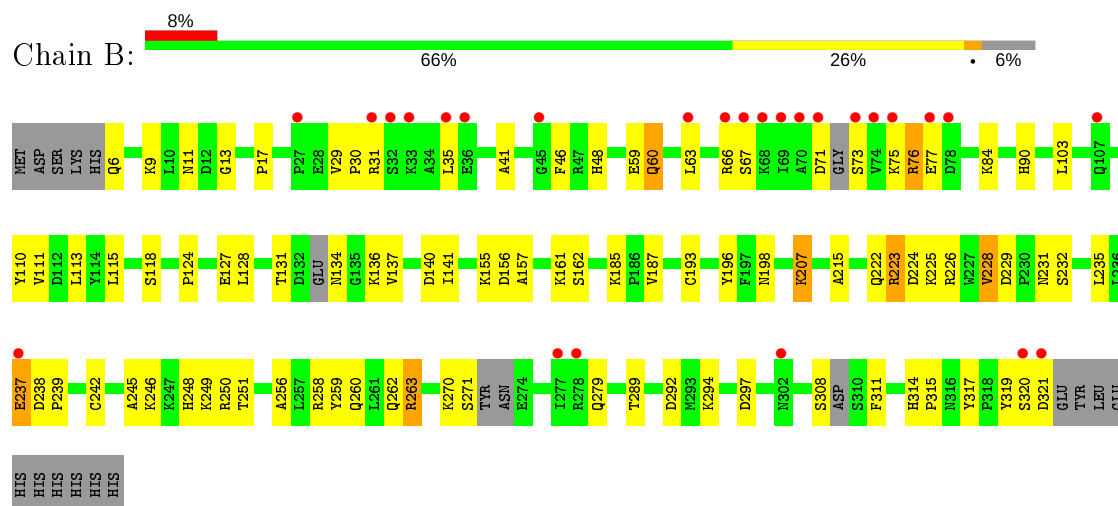 8%
Chain B:
66% 26% • 6%
MET ASP SER LYS HIS Q6 K9 L10 N11 D12 G13 P17 P27 E28 V29 P30 R31 S32 K33 A34 L35 E36 A41 G45 F46 R47 H48 E59 Q60 L63 R66 S67 K68 I69 A70 D71 GLY S73 V74 K75 R76 E77 D78 K84 H90 L103 Q107
Y110 V111 D112 L113 Y114 L115 S118 P124 E127 L128 T131 D132 GLU N134 G135 K136 V137 D140 I141 K155 D156 A157 K161 S162 K185 P186 V187 C193 Y196 F197 N198 K207 A215 Q222 R223 D224 K225 R226 W227 V228 D229 P230 N231 S232 L235 L236
E237 D238 P239 C242 A245 K246 K247 H248 K249 R250 T251 A256 L257 R258 Y259 Q260 L261 Q262 R263 K270 S271 TYR ASN E274 I277 R278 Q279 T289 D292 M293 K294 D297 N302 S308 ASP S310 F311 H314 P315 N316 Y317 P318 Y319 S320 D321 GLU TYR LEU GLU
HIS HIS HIS HIS HIS HIS